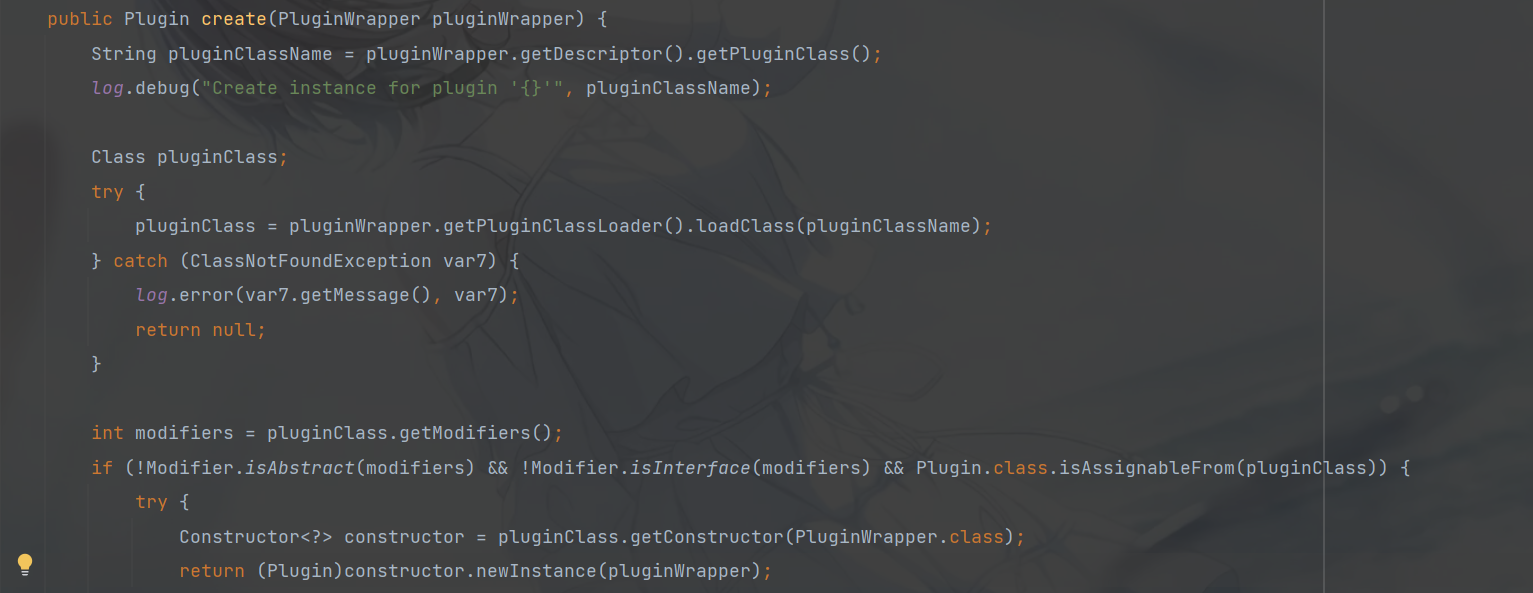 public Plugin create(PluginWrapper pluginWrapper) {
String pluginClassName = pluginWrapper.getDescriptor().getPluginClass();
log.debug("Create instance for plugin '{}'", pluginClassName);
Class pluginClass;
try {
pluginClass = pluginWrapper.getPluginClassLoader().loadClass(pluginClassName);
} catch (ClassNotFoundException var7) {
log.error(var7.getMessage(), var7);
return null;
}
int modifiers = pluginClass.getModifiers();
if (!Modifier.isAbstract(modifiers) && !Modifier.isInterface(modifiers) && Plugin.class.isAssignableFrom(pluginClass)) {
try {
Constructor<?> constructor = pluginClass.getConstructor(PluginWrapper.class);
return (Plugin)constructor.newInstance(pluginWrapper);